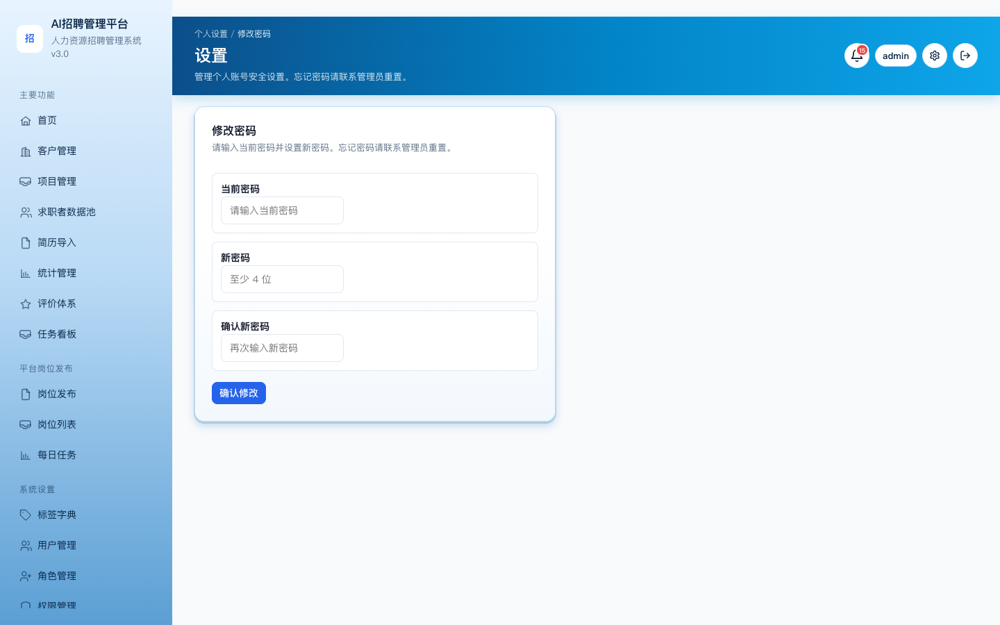 招
AI招聘管理平台
人力资源招聘管理系统
v3.0
主要功能
首页
客户管理
项目管理
求职者数据池
简历导入
统计管理
评价体系
任务看板
平台岗位发布
岗位发布
岗位列表
每日任务
系统设置
标签字典
用户管理
角色管理
权限管理
个人设置 / 修改密码
设置
管理个人账号安全设置。忘记密码请联系管理员重置。
15
admin
修改密码
请输入当前密码并设置新密码。忘记密码请联系管理员重置。
当前密码
请输入当前密码
新密码
至少 4 位
确认新密码
再次输入新密码
确认修改